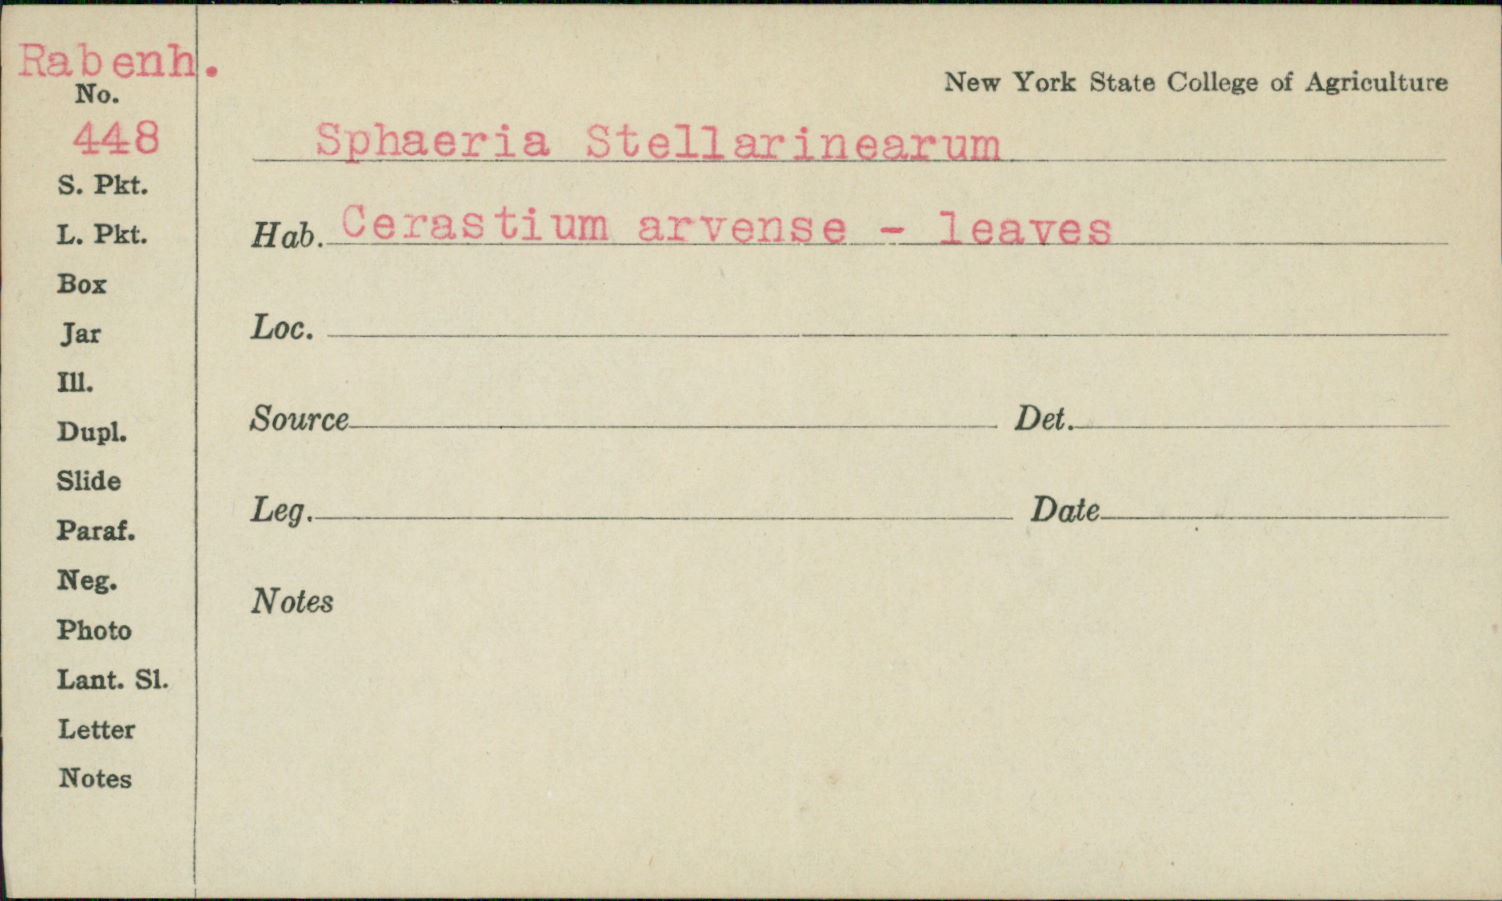 Rabenh.
No.
448
S. Pkt.
L. Pkt.
Box
Jar
Ill.
Dupl.
Slide
Paraf.
Neg.
Photo
Lant. Sl.
Letter
Notes
New York State College of Agriculture
Sphaeria Stellarinearum
Hab. Cerastium arvense - leaves
Loc.
Source Det.
Leg. Date
Notes